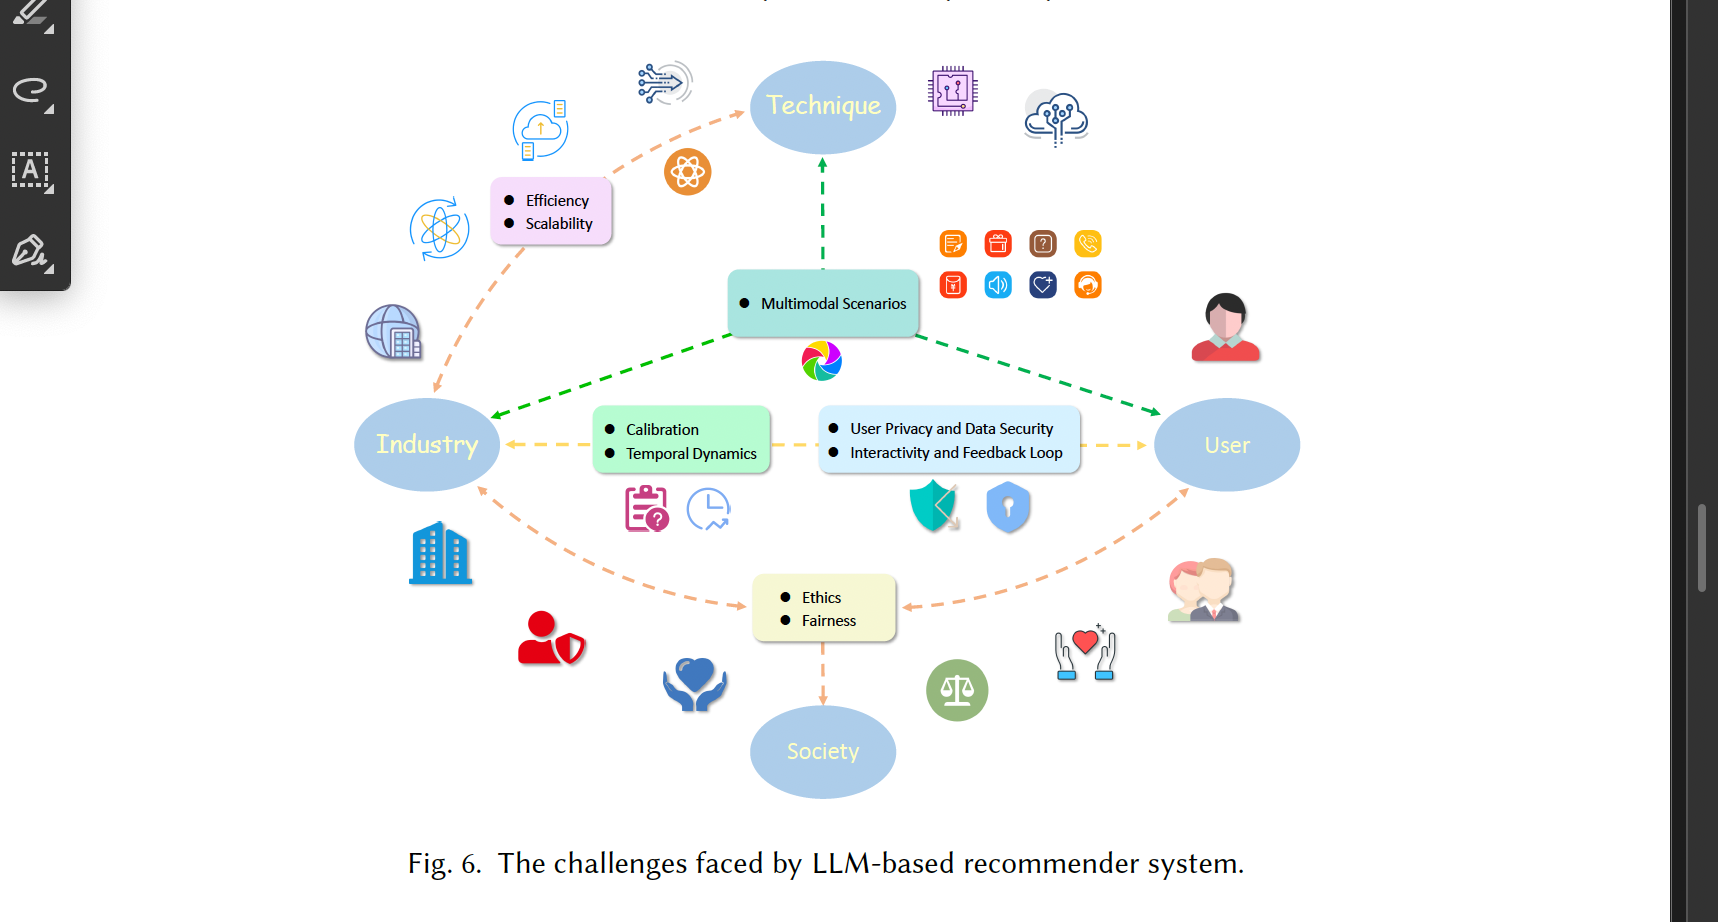 Technique
● Efficiency
● Scalability
● Multimodal Scenarios
Industry
● Calibration
● Temporal Dynamics
● User Privacy and Data Security
● Interactivity and Feedback Loop
User
● Ethics
● Fairness
Society
Fig. 6. The challenges faced by LLM-based recommender system.